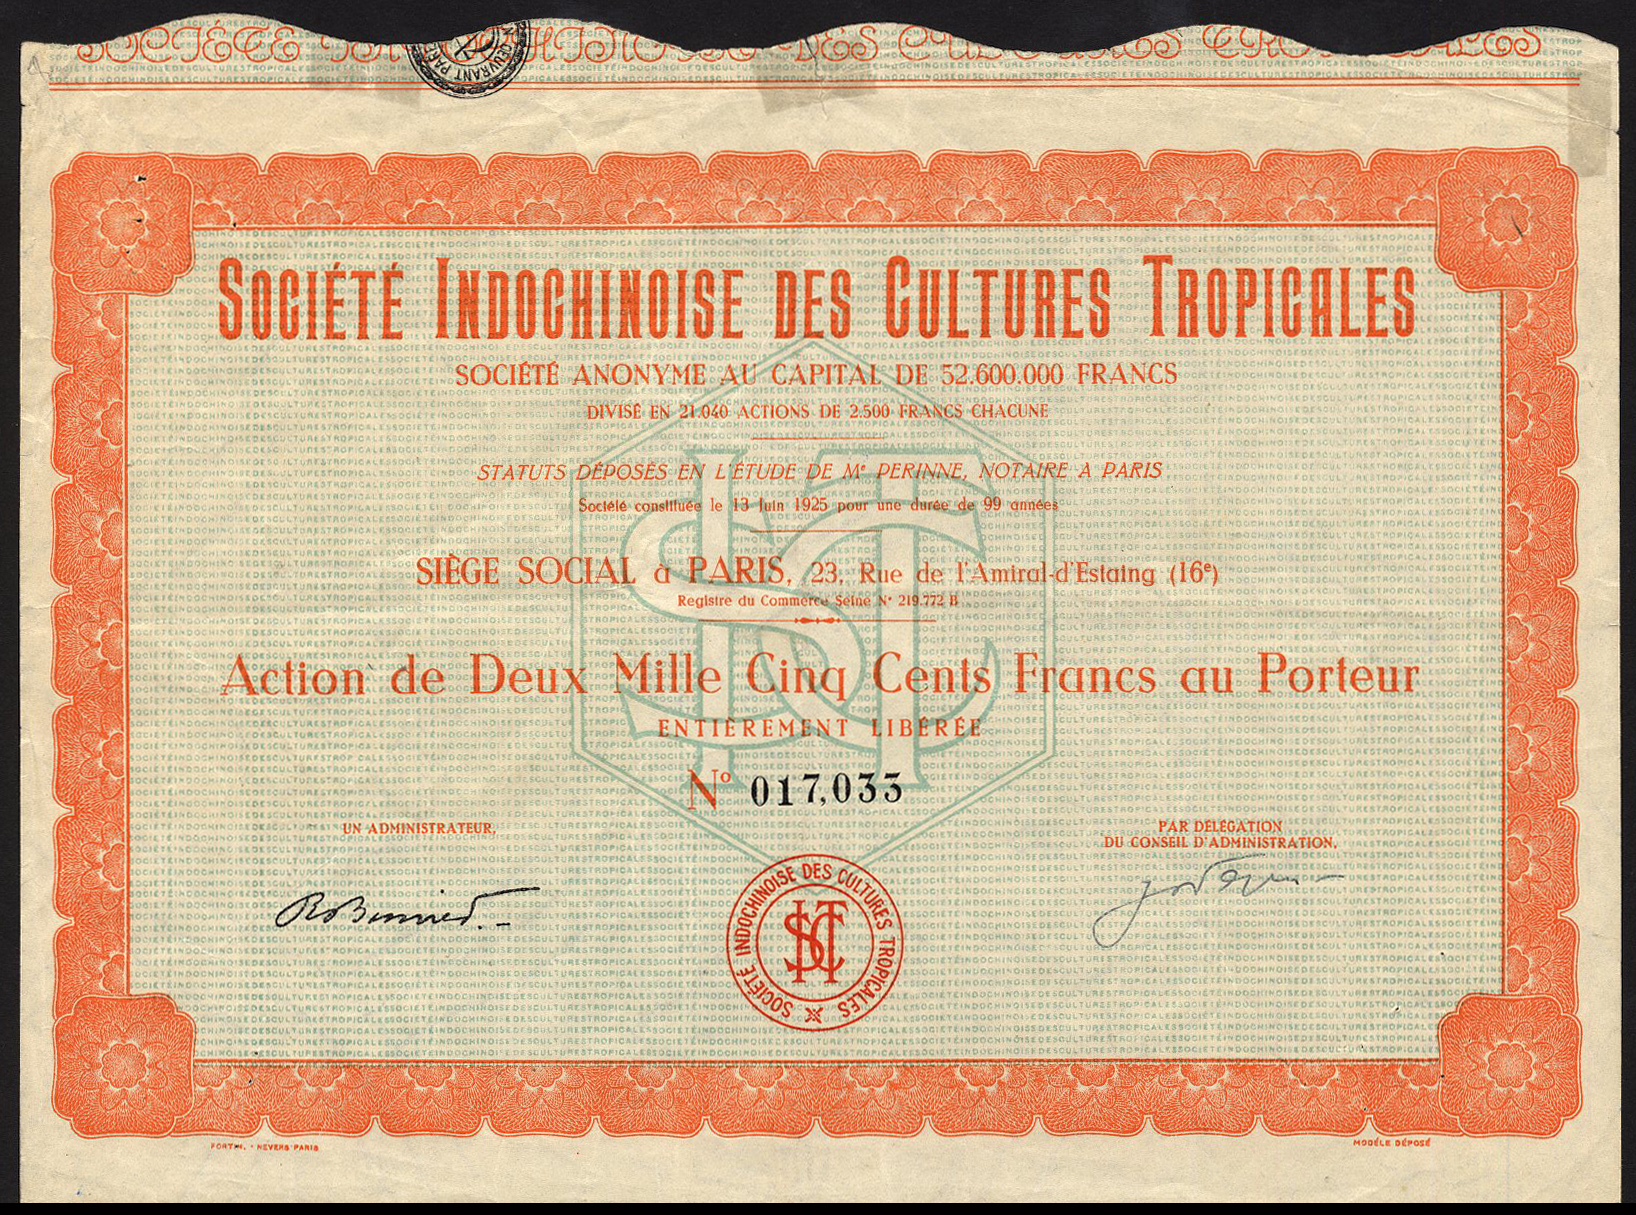 SOCIÉTÉ INDOCHINOISE DES CULTURES TROPICALES
SOCIÉTÉ ANONYME AU CAPITAL DE 52.600.000 FRANCS
DIVISÉ EN 21.040 ACTIONS DE 2.500 FRANCS CHACUNE
STATUTS DÉPOSÉS EN L'ÉTUDE DE Me PERINNE, NOTAIRE A PARIS
Société constituée le 13 Juin 1925 pour une durée de 99 années
SIÈGE SOCIAL à PARIS, 23, Rue de l'Amiral-d'Estaing (16e)
Registre du Commerce Seine No 219.772 B
Action de Deux Mille Cinq Cents Francs au Porteur
ENTIÈREMENT LIBÉRÉE
No 017,033
UN ADMINISTRATEUR,
PAR DÉLÉGATION
DU CONSEIL D'ADMINISTRATION,
SOCIÉTÉ INDOCHINOISE DES CULTURES TROPICALES
NEVERS PARIS
MODÈLE DÉPOSÉ